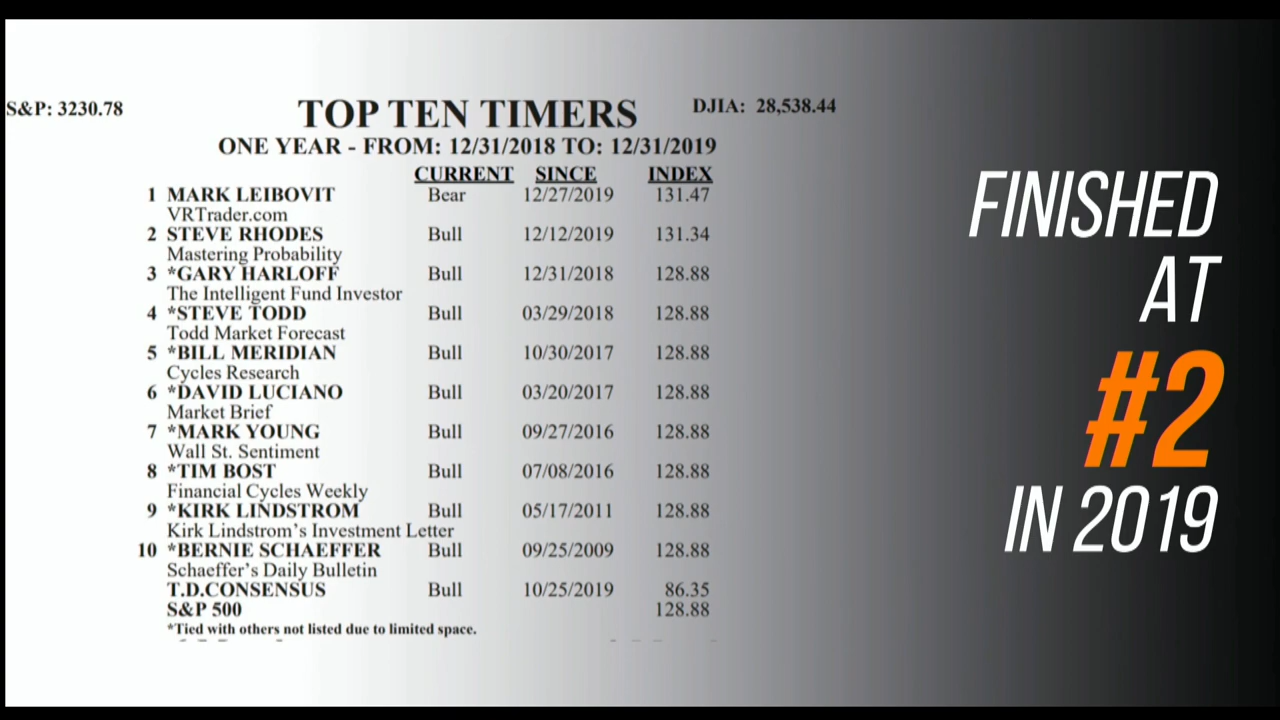 S&P: 3230.78
TOP TEN TIMERS
DJIA: 28,538.44
ONE YEAR - FROM: 12/31/2018 TO: 12/31/2019
CURRENT SINCE INDEX
1 MARK LEIBOVIT Bear 12/27/2019 131.47
VRTrader.com
2 STEVE RHODES Bull 12/12/2019 131.34
Mastering Probability
3 *GARY HARLOFF Bull 12/31/2018 128.88
The Intelligent Fund Investor
4 *STEVE TODD Bull 03/29/2018 128.88
Todd Market Forecast
5 *BILL MERIDIAN Bull 10/30/2017 128.88
Cycles Research
6 *DAVID LUCIANO Bull 03/20/2017 128.88
Market Brief
7 *MARK YOUNG Bull 09/27/2016 128.88
Wall St. Sentiment
8 *TIM BOST Bull 07/08/2016 128.88
Financial Cycles Weekly
9 *KIRK LINDSTROM Bull 05/17/2011 128.88
Kirk Lindstrom's Investment Letter
10 *BERNIE SCHAEFFER Bull 09/25/2009 128.88
Schaeffer's Daily Bulletin
T.D.CONSENSUS Bull 10/25/2019 86.35
S&P 500 128.88
*Tied with others not listed due to limited space.
FINISHED
AT
#2
IN 2019